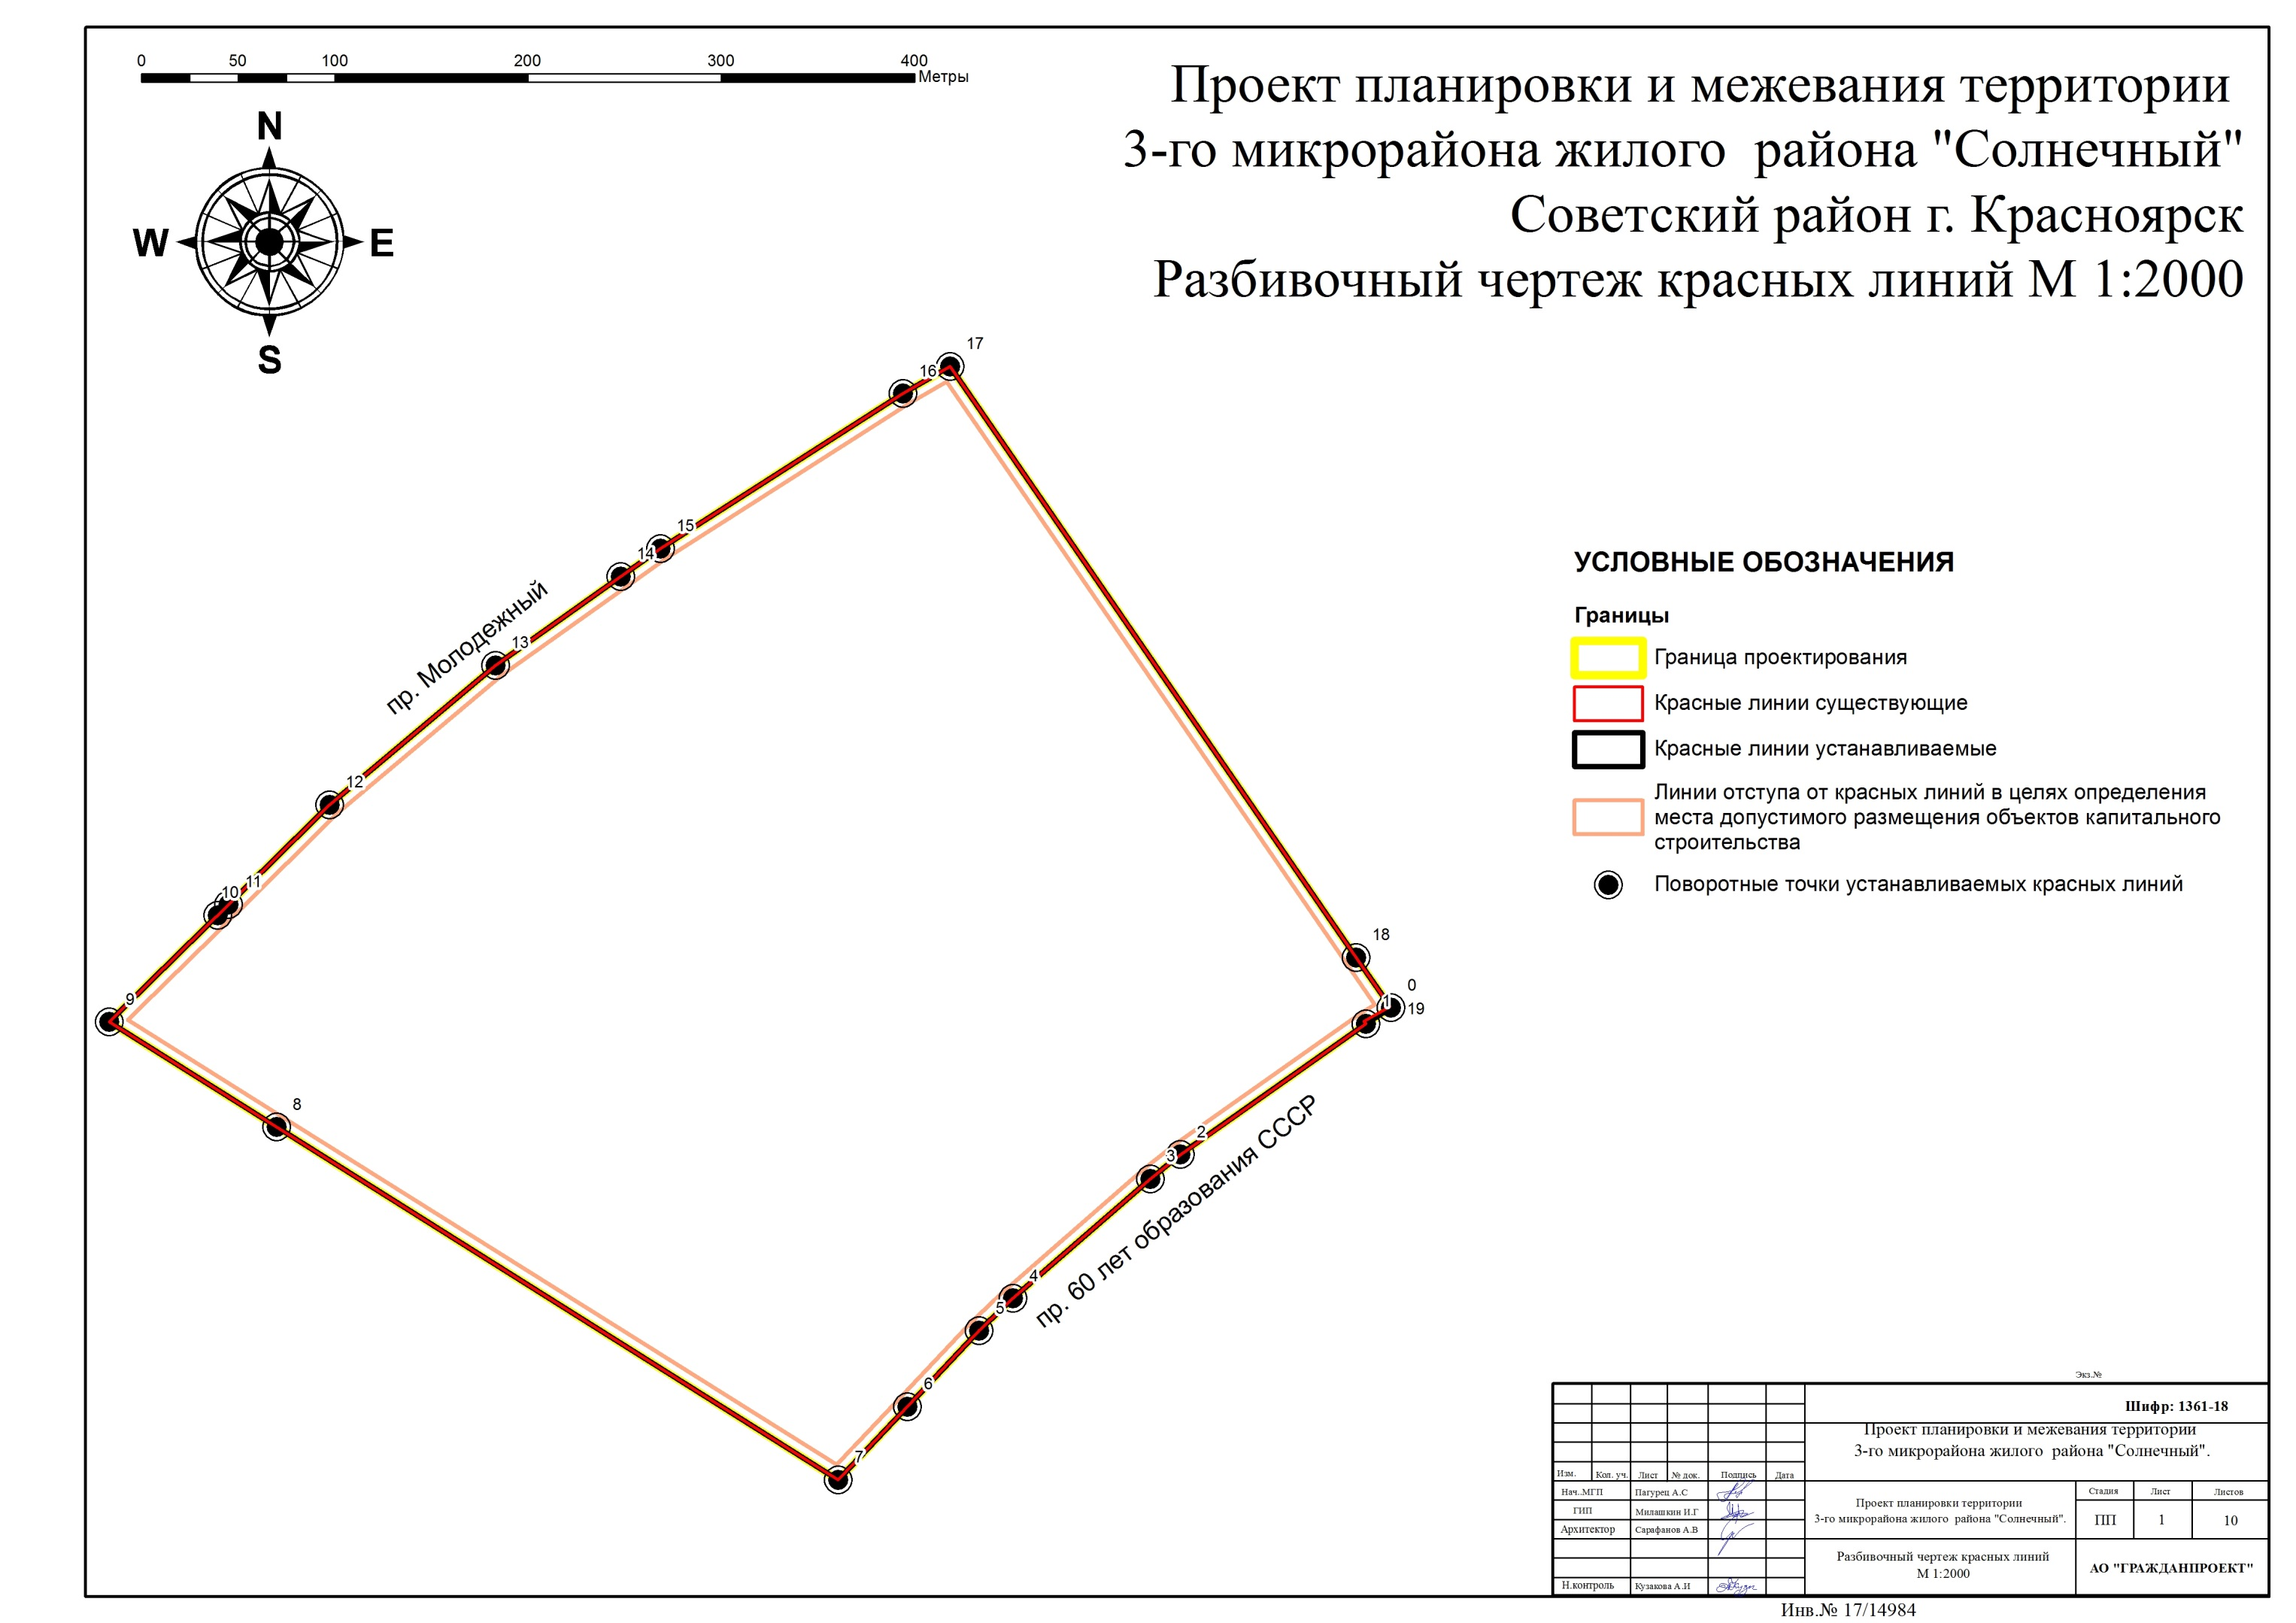 0 50 100 200 300 400
Метры
Проект планировки и межевания территории
3-го микрорайона жилого района "Солнечный"
Советский район г. Красноярск
Разбивочный чертеж красных линий М 1:2000
N
W E
S
17
16
15
14
13
пр. Молодежный
12
11
10
9
8
18
0
1
19
2
3
4
5
6
7
пр. 60 лет образования СССР
УСЛОВНЫЕ ОБОЗНАЧЕНИЯ
Границы
Граница проектирования
Красные линии существующие
Красные линии устанавливаемые
Линии отступа от красных линий в целях определения
места допустимого размещения объектов капитального
строительства
Поворотные точки устанавливаемых красных линий
Экз.№
Шифр: 1361-18
Проект планировки и межевания территории
3-го микрорайона жилого района "Солнечный".
Изм. Кол. уч. Лист № док. Подпись Дата
Нач..МГП Пагурец А.С
ГИП Милашкин И.Г
Архитектор Сарафанов А.В
Н.контроль Кузакова А.И
Проект планировки территории
3-го микрорайона жилого района "Солнечный".
Стадия Лист Листов
ПП 1 10
Разбивочный чертеж красных линий
М 1:2000
АО "ГРАЖДАНПРОЕКТ"
Инв.№ 17/14984